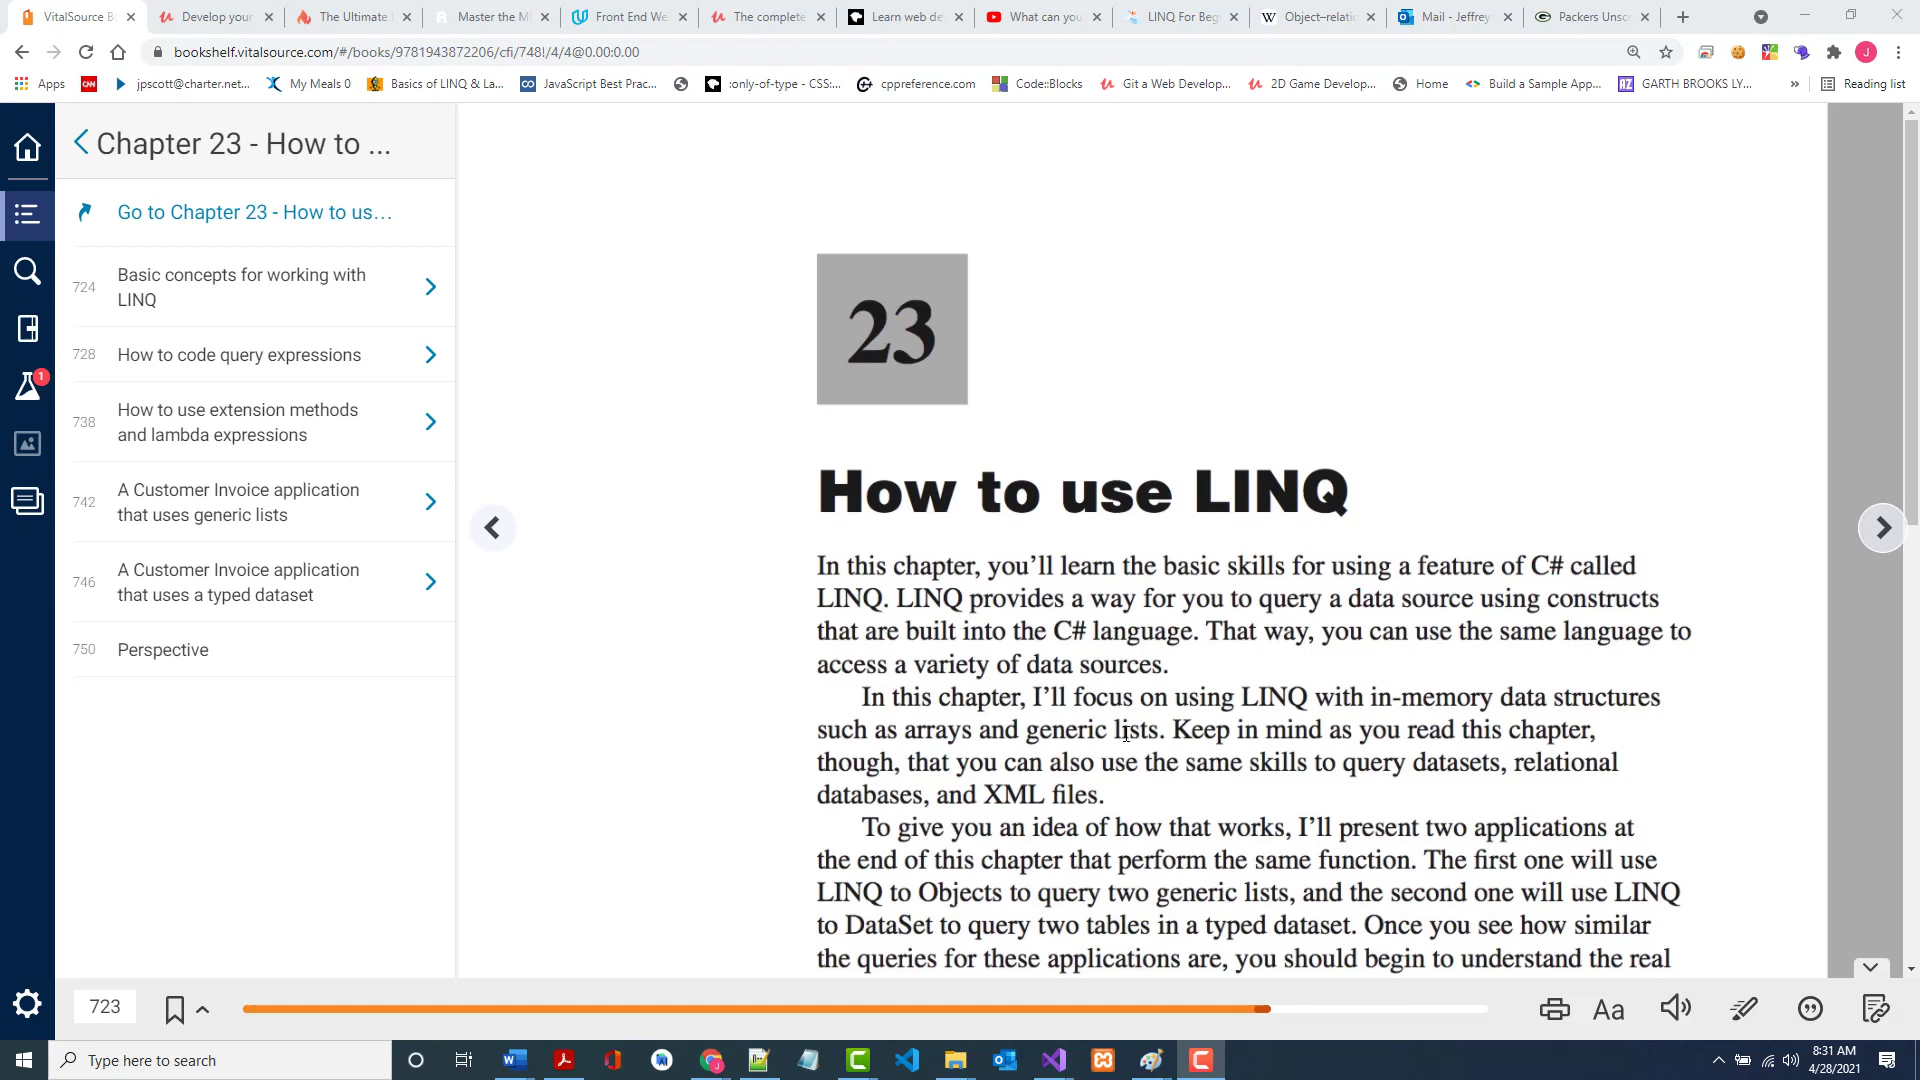 VitalSource Bo
Develop your
The Ultimate
Master the M
Front End We
The complete
Learn web de
What can you
LINQ For Beg
Object–relatio
Mail - Jeffrey
Packers Unsc
bookshelf.vitalsource.com/#/books/9781943872206/cfi/748!/4/4@0.00:0.00
J
Apps
CNN
jpscott@charter.net...
My Meals 0
Basics of LINQ & La...
JavaScript Best Prac...
:only-of-type - CSS:...
cppreference.com
Code::Blocks
Git a Web Develop...
2D Game Develop...
Home
Build a Sample App...
GARTH BROOKS LY...
»
Reading list
Chapter 23 - How to ...
Go to Chapter 23 - How to us...
724 Basic concepts for working with
LINQ
728 How to code query expressions
738 How to use extension methods
and lambda expressions
742 A Customer Invoice application
that uses generic lists
746 A Customer Invoice application
that uses a typed dataset
750 Perspective
1
23
How to use LINQ
In this chapter, you’ll learn the basic skills for using a feature of C# called
LINQ. LINQ provides a way for you to query a data source using constructs
that are built into the C# language. That way, you can use the same language to
access a variety of data sources.
In this chapter, I’ll focus on using LINQ with in-memory data structures
such as arrays and generic lists. Keep in mind as you read this chapter,
though, that you can also use the same skills to query datasets, relational
databases, and XML files.
To give you an idea of how that works, I’ll present two applications at
the end of this chapter that perform the same function. The first one will use
LINQ to Objects to query two generic lists, and the second one will use LINQ
to DataSet to query two tables in a typed dataset. Once you see how similar
the queries for these applications are, you should begin to understand the real
723
Aa
Type here to search
8:31 AM
4/28/2021